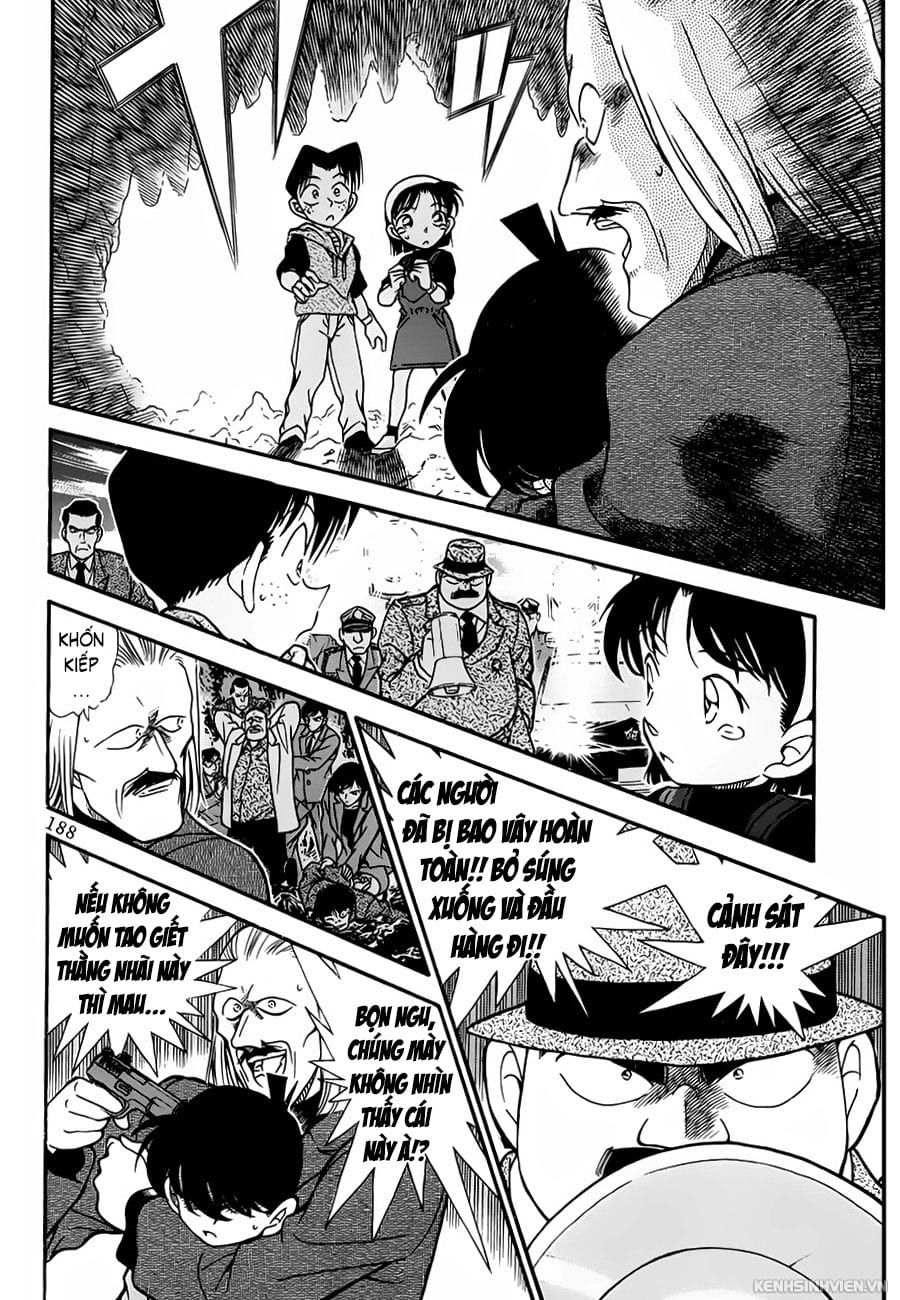 KHỐN
KIẾP
...
CẢNH SÁT
ĐÂY!!!
CÁC NGƯỜI
ĐÃ BỊ BAO VÂY HOÀN
TOÀN!! BỎ SÚNG
XUỐNG VÀ ĐẦU
HÀNG ĐI!!
188
BỌN NGU,
CHÚNG MÀY
KHÔNG NHÌN
THẤY CÁI
NÀY À!?
NẾU KHÔNG
MUỐN TAO GIẾT
THẰNG NHÃI NÀY
THÌ MAU...
KENHSINHVIEN.VN